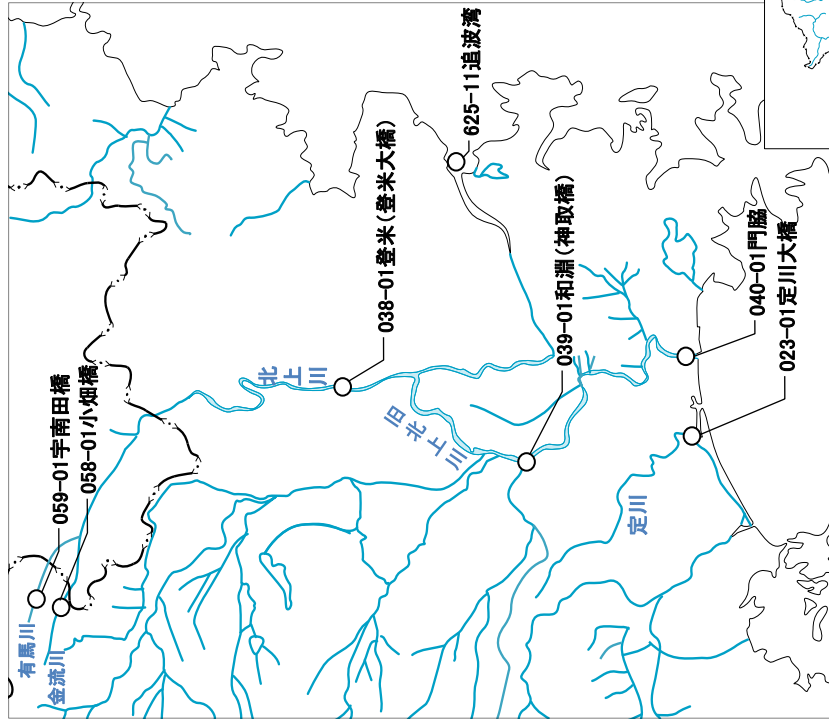 059-01宇南田橋
058-01小畑橋
有馬川
金流川
038-01登米(登米大橋)
北上川
旧北上川
625-11追波湾
039-01和淵(神取橋)
040-01門脇
023-01定川大橋
定川